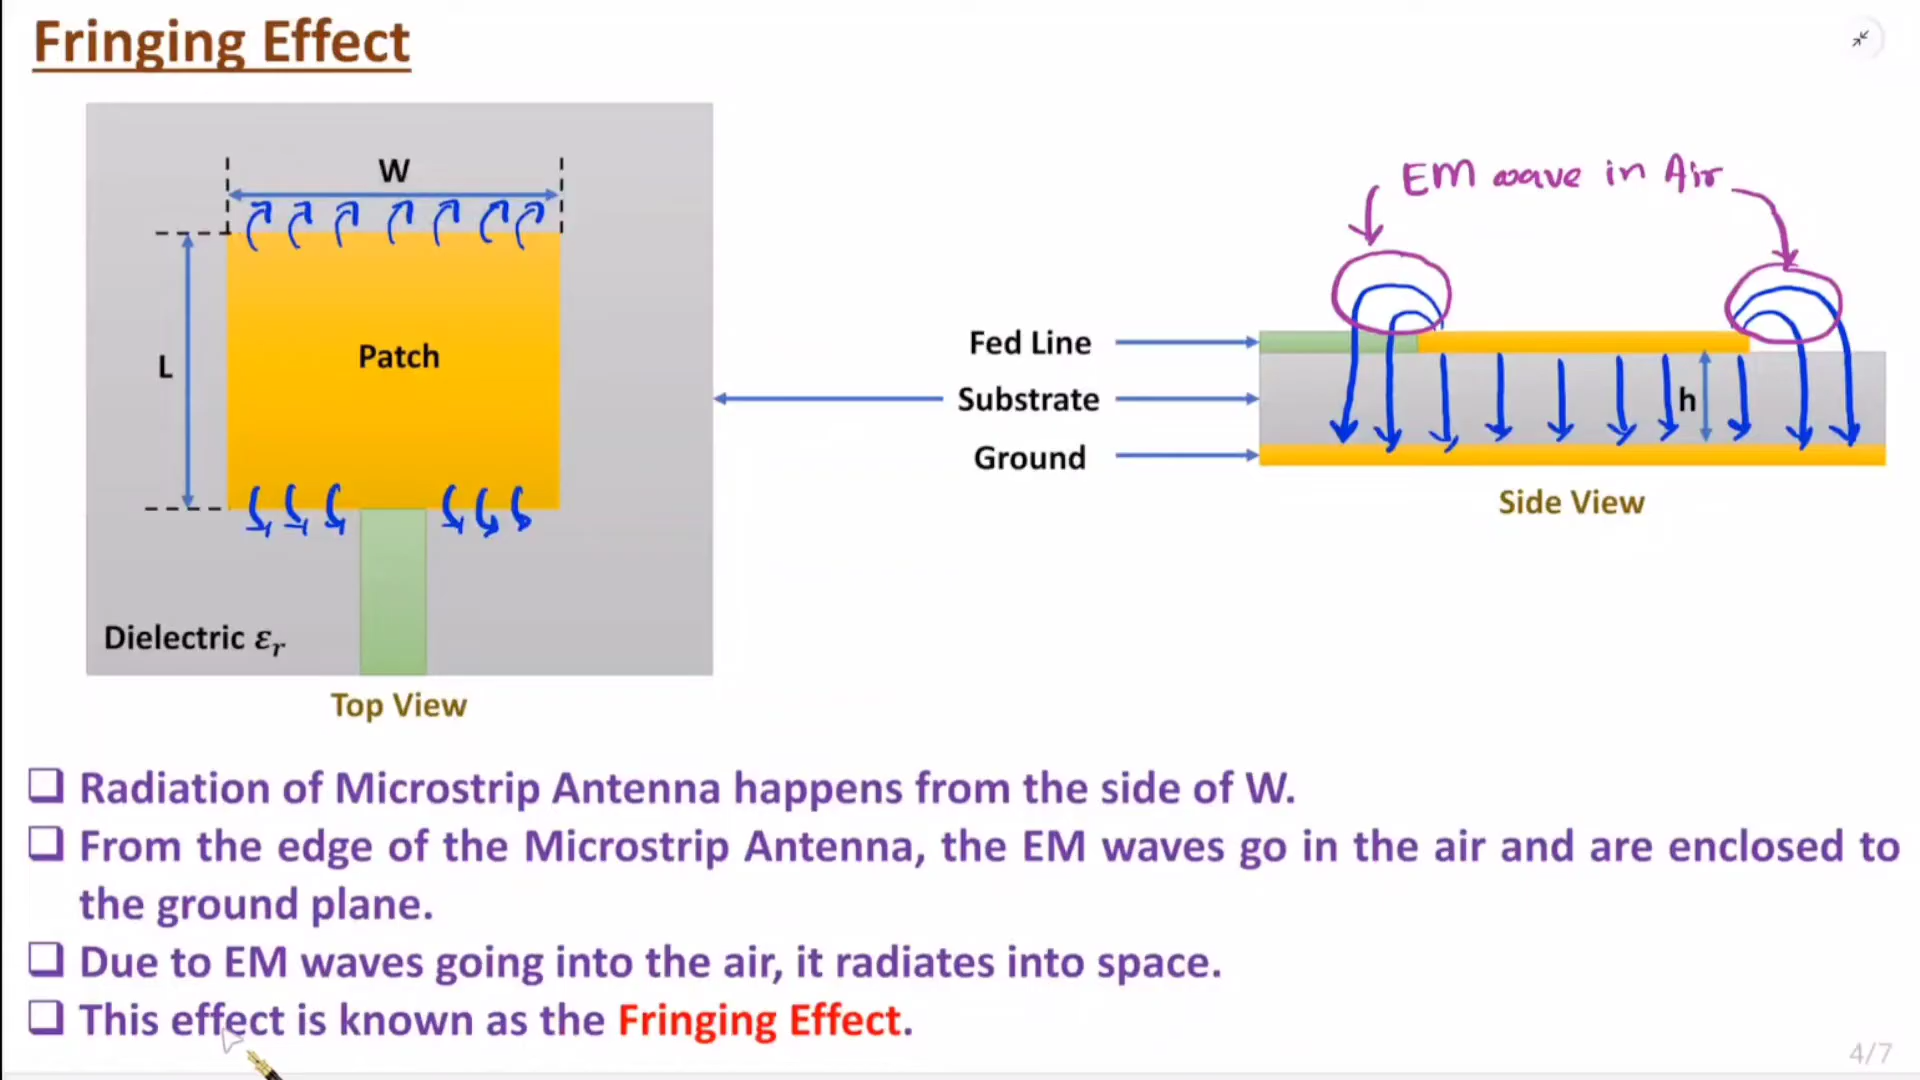 Fringing Effect
W
EM wave in Air
L
Patch
Fed Line
Substrate
h
Ground
Side View
Dielectric εr
Top View
Radiation of Microstrip Antenna happens from the side of W.
From the edge of the Microstrip Antenna, the EM waves go in the air and are enclosed to
the ground plane.
Due to EM waves going into the air, it radiates into space.
This effect is known as the Fringing Effect.
4/7